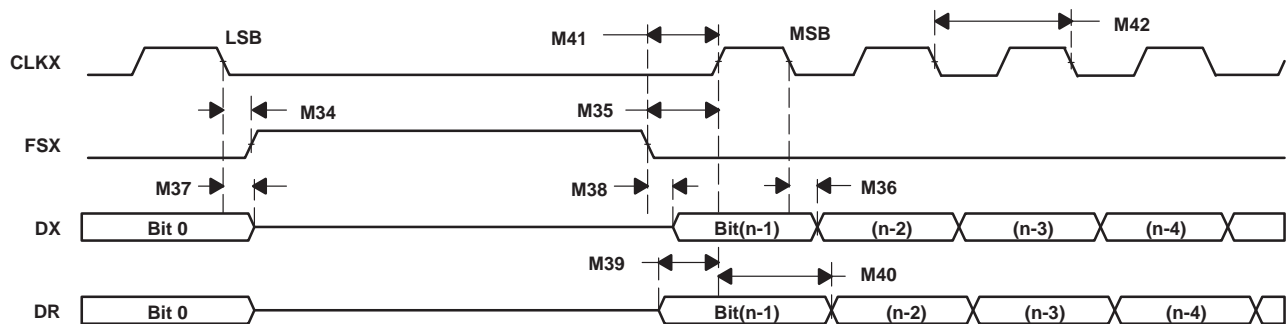 LSB
M41
MSB
M42
CLKX
M34
M35
FSX
M37
M38
M36
DX
Bit 0
Bit(n-1)
(n-2)
(n-3)
(n-4)
M39
M40
DR
Bit 0
Bit(n-1)
(n-2)
(n-3)
(n-4)